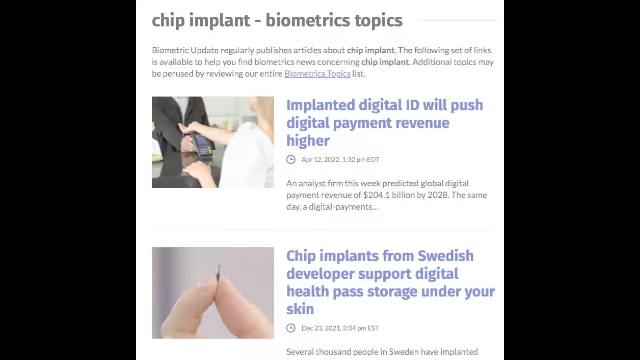 chip implant - biometrics topics
Biometric Update regularly publishes articles about chip implant. The following set of links
is available to help you find biometrics news concerning chip implant. Additional topics may
be perused by reviewing our entire Biometrics Topics list.
Implanted digital ID will push
digital payment revenue
higher
Apr 12, 2022, 1:32 pm EDT
An analyst firm this week predicted global digital
payment revenue of $204.1 billion by 2028. The same
day, a digital-payments...
Chip implants from Swedish
developer support digital
health pass storage under your
skin
Dec 23, 2021, 3:04 pm EST
Several thousand people in Sweden have implanted